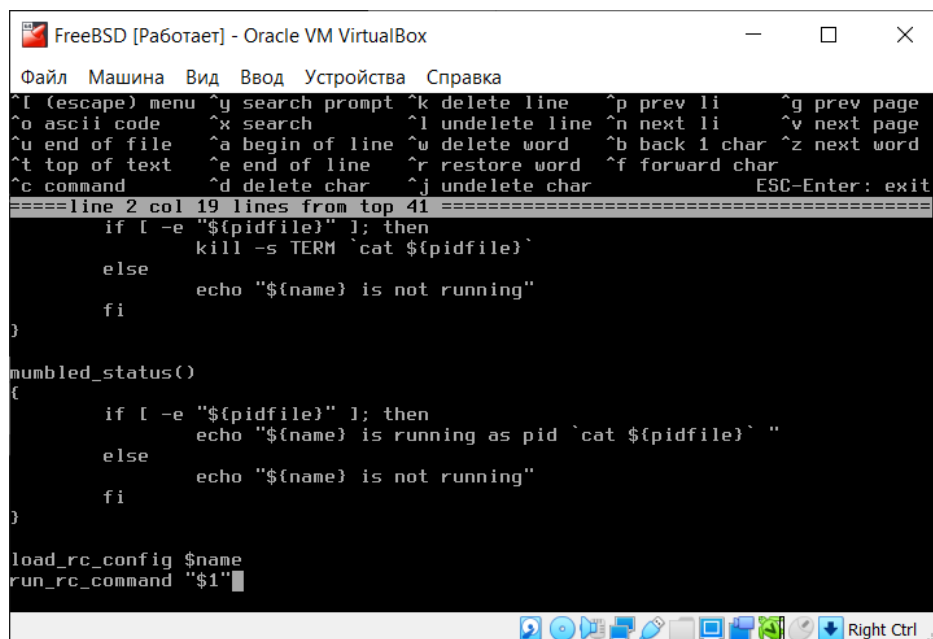 FreeBSD [Работает] - Oracle VM VirtualBox
Файл Машина Вид Ввод Устройства Справка
^[ (escape) menu ^y search prompt ^k delete line ^p prev li ^g prev page
^o ascii code ^x search ^l undelete line ^n next li ^v next page
^u end of file ^a begin of line ^w delete word ^b back 1 char ^z next word
^t top of text ^e end of line ^r restore word ^f forward char
^c command ^d delete char ^j undelete char ESC-Enter: exit
=====line 2 col 19 lines from top 41 ==========================================
if [ -e "${pidfile}" ]; then
kill -s TERM `cat ${pidfile}`
else
echo "${name} is not running"
fi
}
mumbled_status()
{
if [ -e "${pidfile}" ]; then
echo "${name} is running as pid `cat ${pidfile}` "
else
echo "${name} is not running"
fi
}
load_rc_config $name
run_rc_command "$1"
Right Ctrl